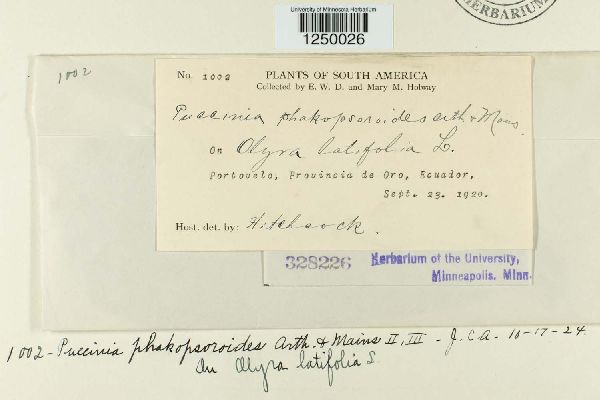 University of Minnesota Herbarium
1250026
HERBARIUM
1002
No. 1002 PLANTS OF SOUTH AMERICA
Collected by E. W. D. and Mary M. Holway
Puccinia phakopsoroides Arth. & Mains
On Olyra latifolia L.
Portovelo, Provincia de Oro, Ecuador,
Sept. 23. 1920.
Host. det. by: Hitchcock.
328226 Herbarium of the University,
Minneapolis. Minn.
1002 - Puccinia phakopsoroides Arth. & Mains II, III - J.C.A. 10-17-24.
On Olyra latifolia L.